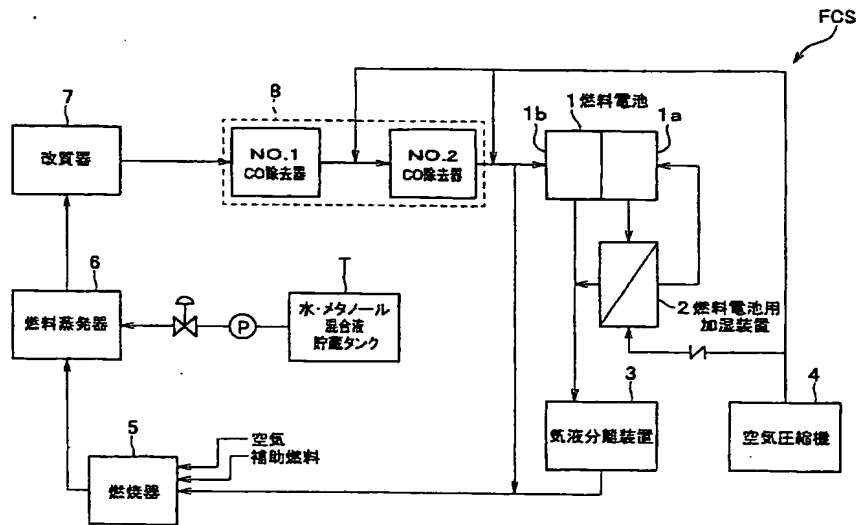 FCS
8
1 燃料電池
7
1b
1a
改質器
NO.1
CO除去器
NO.2
CO除去器
6
T
燃料蒸発器
P
水・メタノール
混合液
貯蔵タンク
2 燃料電池用
加湿装置
3
4
5
空気
補助燃料
気液分離装置
空気圧縮機
燃焼器